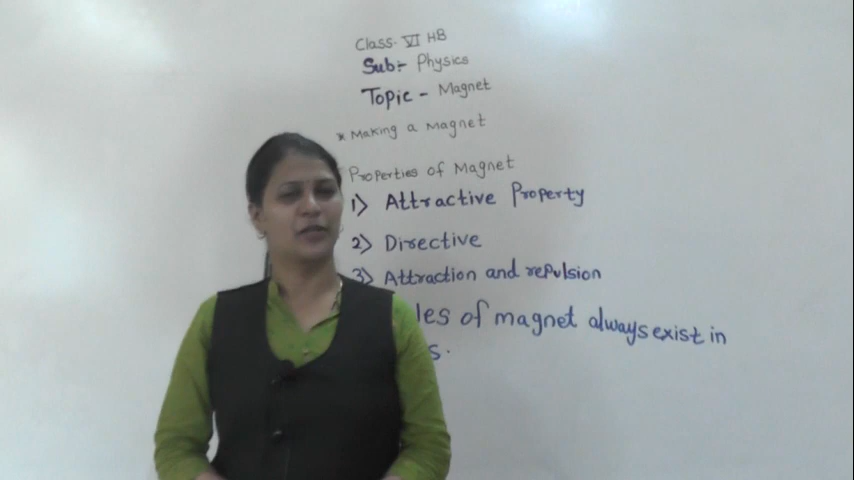 Class. VI HB
Sub:- Physics
Topic - Magnet
* Making a Magnet
Properties of Magnet
1> Attractive Property
2> Directive
3> Attraction and repulsion
of magnet always exist in